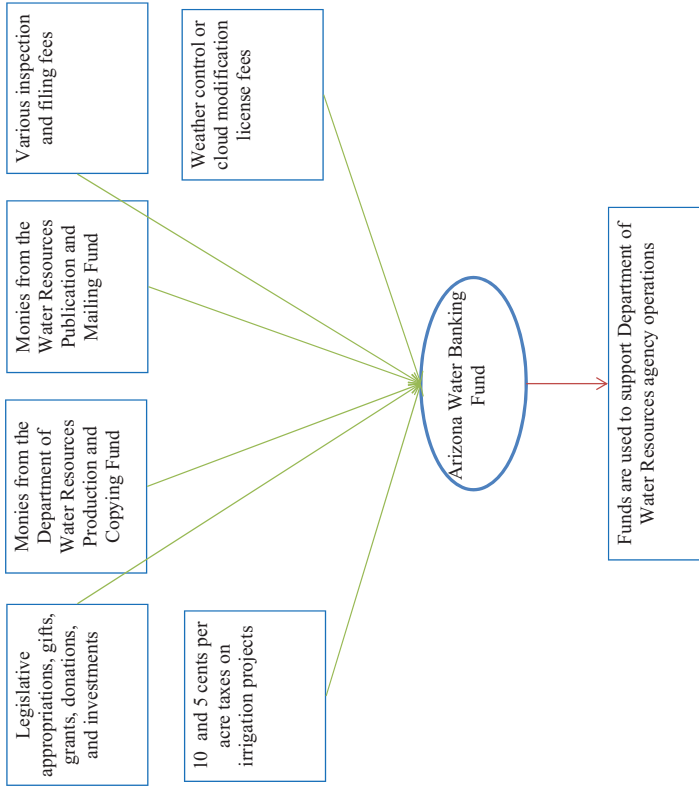 Legislative
appropriations, gifts,
grants, donations,
and investments
Monies from the
Department of
Water Resources
Production and
Copying Fund
Monies from the
Water Resources
Publication and
Mailing Fund
Various inspection
and filing fees
10 and 5 cents per
acre taxes on
irrigation projects
Weather control or
cloud modification
license fees
Arizona Water Banking
Fund
Funds are used to support Department of
Water Resources agency operations